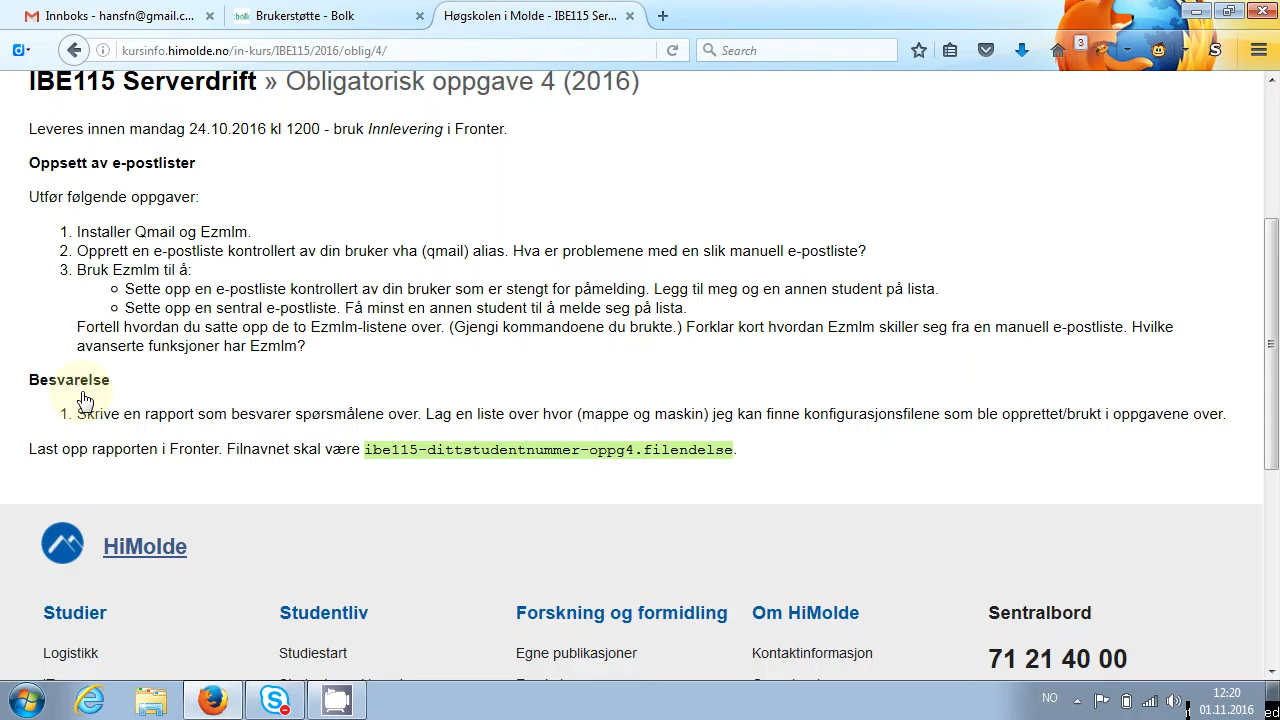 Innboks - hansfn@gmail.c...
Brukerstøtte - Bolk
Høgskolen i Molde - IBE115 Ser...
kursinfo.himolde.no/in-kurs/IBE115/2016/oblig/4/
Search
3
IBE115 Serverdrift » Obligatorisk oppgave 4 (2016)
Leveres innen mandag 24.10.2016 kl 1200 - bruk Innlevering i Fronter.
Oppsett av e-postlister
Utfør følgende oppgaver:
1. Installer Qmail og Ezmlm.
2. Opprett en e-postliste kontrollert av din bruker vha (qmail) alias. Hva er problemene med en slik manuell e-postliste?
3. Bruk Ezmlm til å:
Sette opp en e-postliste kontrollert av din bruker som er stengt for påmelding. Legg til meg og en annen student på lista.
Sette opp en sentral e-postliste. Få minst en annen student til å melde seg på lista.
Fortell hvordan du satte opp de to Ezmlm-listene over. (Gjengi kommandoene du brukte.) Forklar kort hvordan Ezmlm skiller seg fra en manuell e-postliste. Hvilke
avanserte funksjoner har Ezmlm?
Besvarelse
1. Skrive en rapport som besvarer spørsmålene over. Lag en liste over hvor (mappe og maskin) jeg kan finne konfigurasjonsfilene som ble opprettet/brukt i oppgavene over.
Last opp rapporten i Fronter. Filnavnet skal være ibe115-dittstudentnummer-oppg4.filendelse.
HiMolde
Studier
Studentliv
Forskning og formidling
Om HiMolde
Sentralbord
Logistikk
Studiestart
Egne publikasjoner
Kontaktinformasjon
71 21 40 00
NO
12:20
01.11.2016